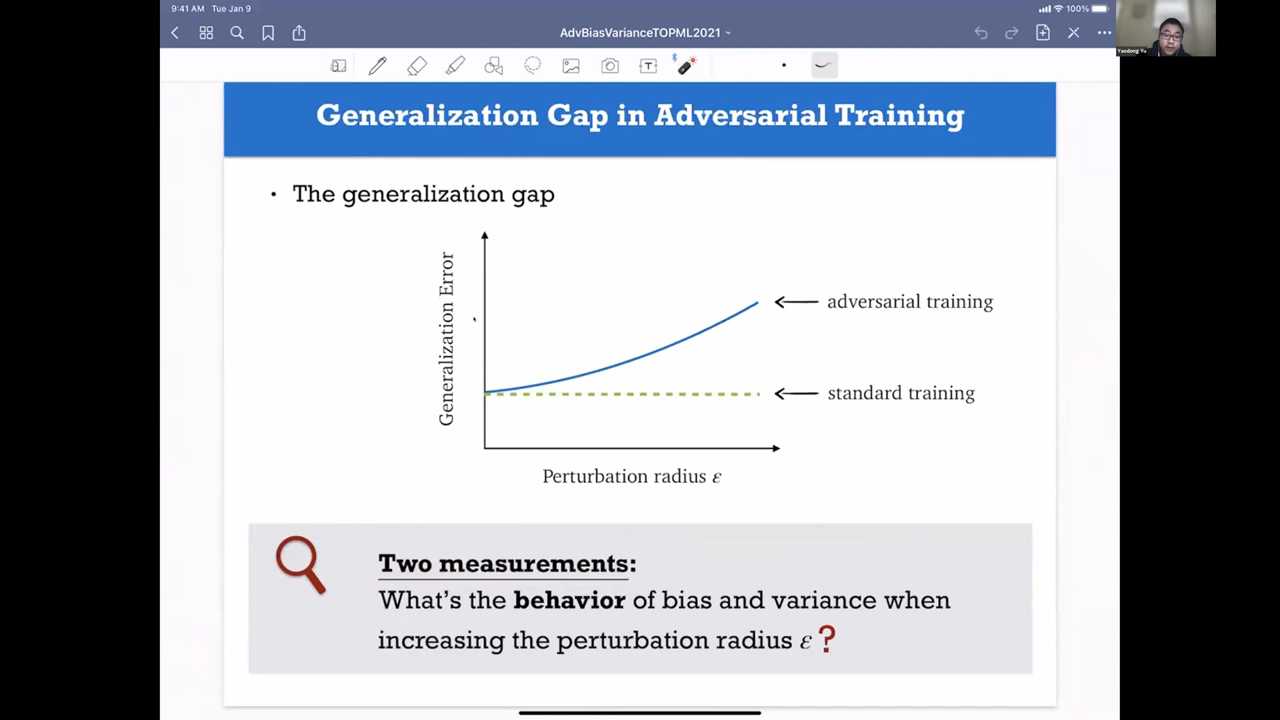 9:41 AM Tue Jan 9
100%
AdvBiasVarianceTOPML2021
T
Yaodong Yu
Generalization Gap in Adversarial Training
• The generalization gap
Generalization Error
adversarial training
standard training
Perturbation radius ε
Two measurements:
What's the behavior of bias and variance when
increasing the perturbation radius ε?